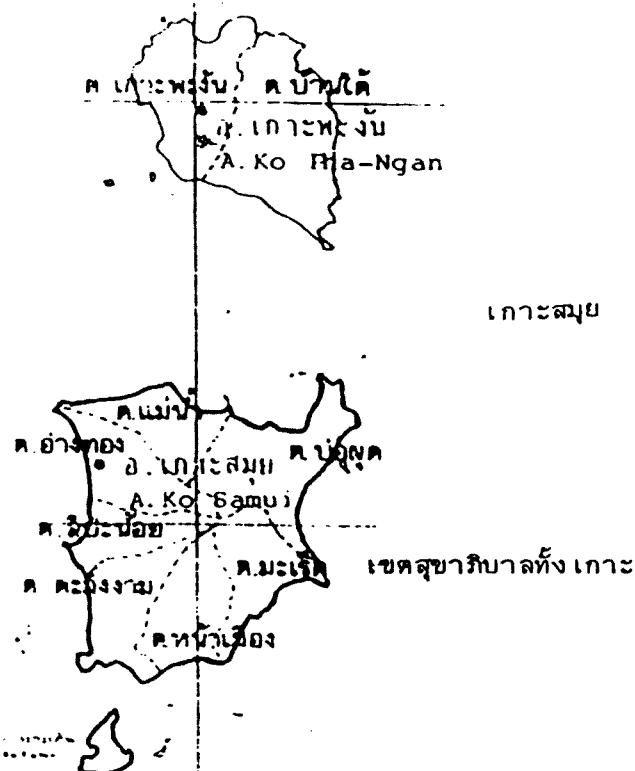 ต. เกาะพะงัน ต. บ้านใต้
อ. เกาะพะงัน
A. Ko Pha-Ngan
เกาะสมุย
ต.แม่น้ำ
ต. อ่างทอง
ต. บ่อผุด
อ. เกาะสมุย
A. Ko Samui
ต. ลิปะน้อย
ต.มะเร็ต เขตสุขาภิบาลทั้งเกาะ
ต. ตะลิ่งงาม
ต.หน้าเมือง